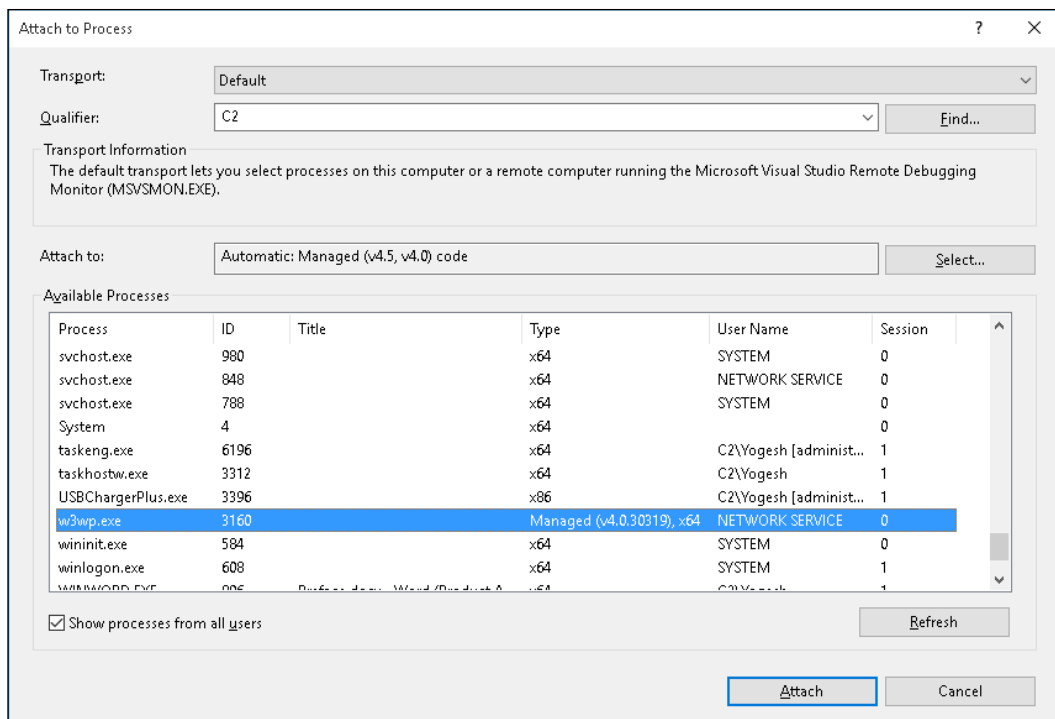 Attach to Process
Transport: Default
Qualifier: C2 Find...
Transport Information
The default transport lets you select processes on this computer or a remote computer running the Microsoft Visual Studio Remote Debugging
Monitor (MSVSMON.EXE).
Attach to: Automatic: Managed (v4.5, v4.0) code Select...
Available Processes
Process ID Title Type User Name Session
svchost.exe 980 x64 SYSTEM 0
svchost.exe 848 x64 NETWORK SERVICE 0
svchost.exe 788 x64 SYSTEM 0
System 4 x64 0
taskeng.exe 6196 x64 C2\Yogesh [administ... 1
taskhostw.exe 3312 x64 C2\Yogesh 1
USBChargerPlus.exe 3396 x86 C2\Yogesh [administ... 1
w3wp.exe 3160 Managed (v4.0.30319), x64 NETWORK SERVICE 0
wininit.exe 584 x64 SYSTEM 0
winlogon.exe 608 x64 SYSTEM 1
WINWORD.EXE Word C2\Yogesh 1
Show processes from all users Refresh
Attach Cancel